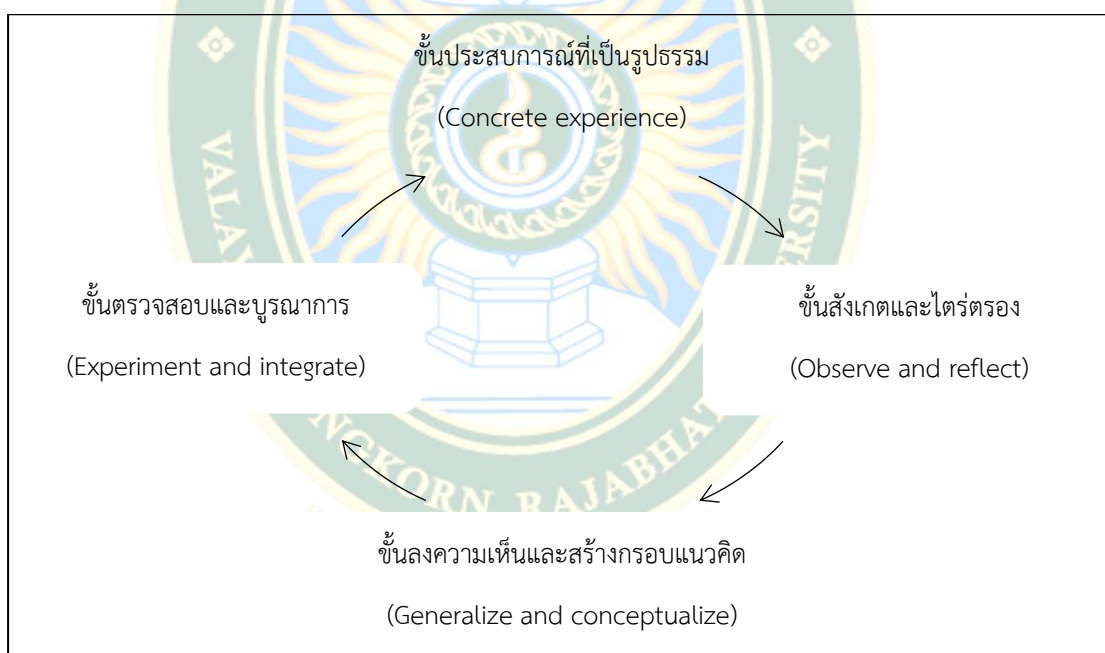 ขั้นประสบการณ์ที่เป็นรูปธรรม
(Concrete experience)
ขั้นตรวจสอบและบูรณาการ
(Experiment and integrate)
ขั้นสังเกตและไตร่ตรอง
(Observe and reflect)
ขั้นลงความเห็นและสร้างกรอบแนวคิด
(Generalize and conceptualize)
RAJABHAT